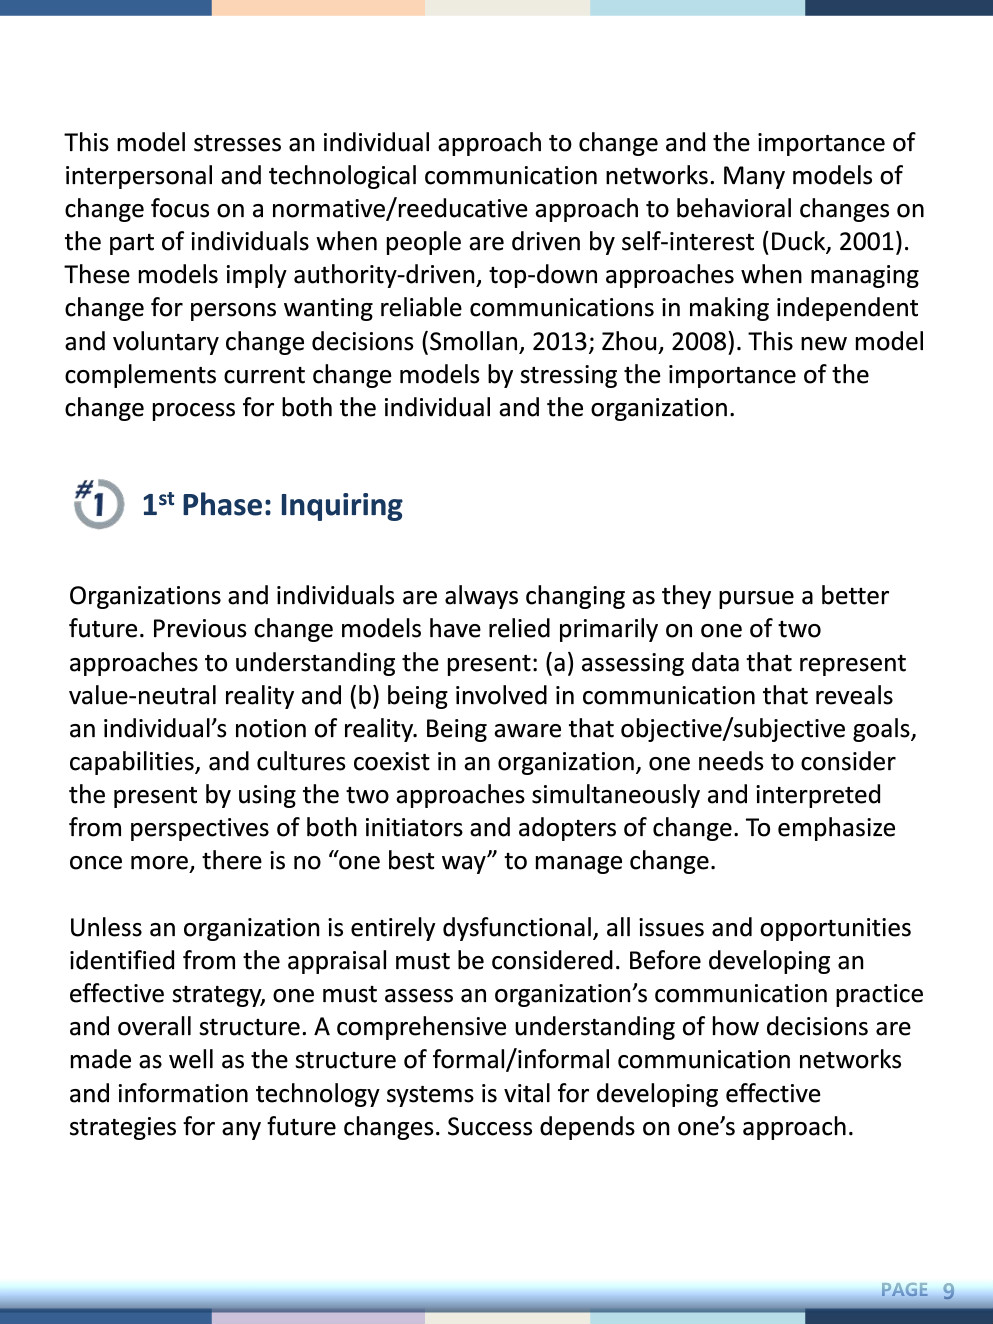 This model stresses an individual approach to change and the importance of
interpersonal and technological communication networks. Many models of
change focus on a normative/reeducative approach to behavioral changes on
the part of individuals when people are driven by self-interest (Duck, 2001).
These models imply authority-driven, top-down approaches when managing
change for persons wanting reliable communications in making independent
and voluntary change decisions (Smollan, 2013; Zhou, 2008). This new model
complements current change models by stressing the importance of the
change process for both the individual and the organization.
#1 1st Phase: Inquiring
Organizations and individuals are always changing as they pursue a better
future. Previous change models have relied primarily on one of two
approaches to understanding the present: (a) assessing data that represent
value-neutral reality and (b) being involved in communication that reveals
an individual’s notion of reality. Being aware that objective/subjective goals,
capabilities, and cultures coexist in an organization, one needs to consider
the present by using the two approaches simultaneously and interpreted
from perspectives of both initiators and adopters of change. To emphasize
once more, there is no “one best way” to manage change.
Unless an organization is entirely dysfunctional, all issues and opportunities
identified from the appraisal must be considered. Before developing an
effective strategy, one must assess an organization’s communication practice
and overall structure. A comprehensive understanding of how decisions are
made as well as the structure of formal/informal communication networks
and information technology systems is vital for developing effective
strategies for any future changes. Success depends on one’s approach.
PAGE 9